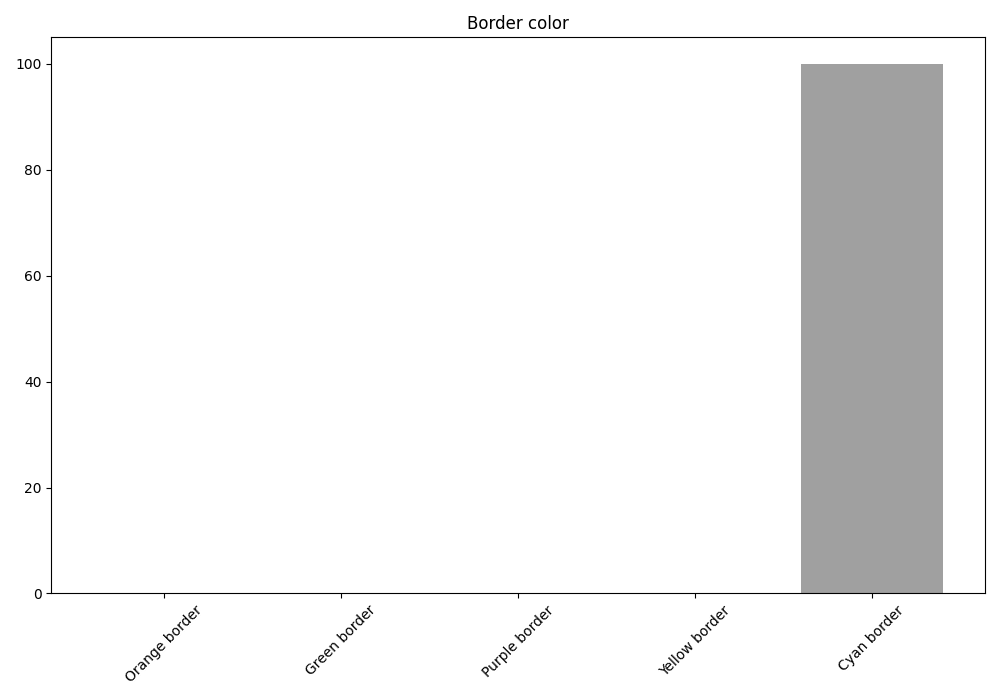 Border color
100
80
60
40
20
0
Orange border
Green border
Purple border
Yellow border
Cyan border